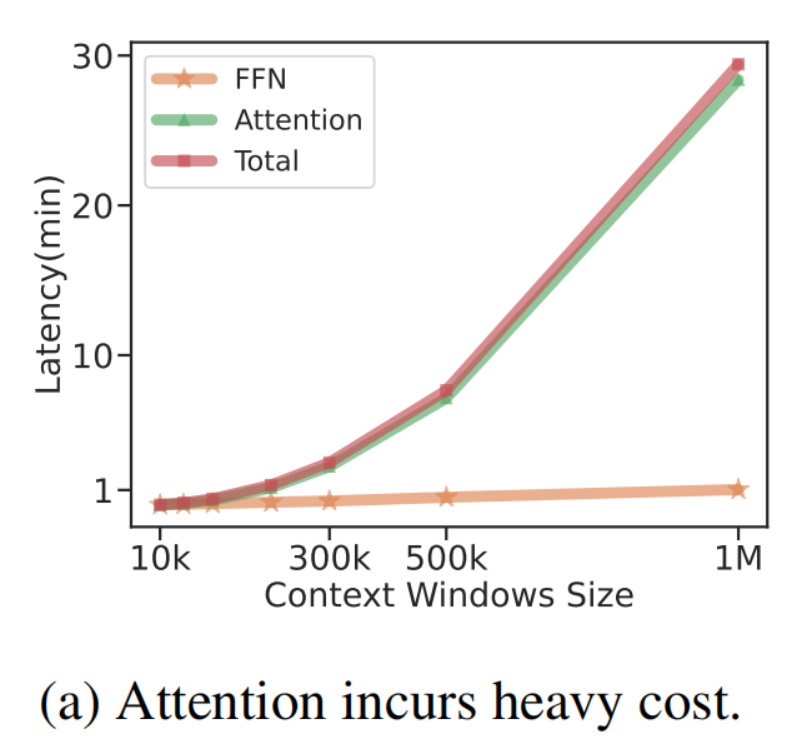 30
20
10
1
Latency(min)
FFN
Attention
Total
10k 300k 500k 1M
Context Windows Size
(a) Attention incurs heavy cost.